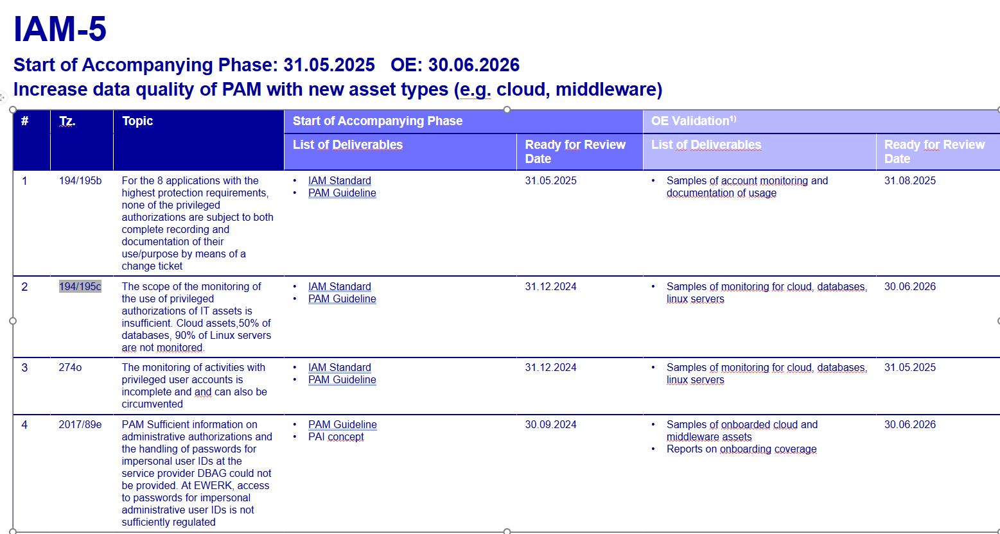 IAM-5
Start of Accompanying Phase: 31.05.2025 OE: 30.06.2026
Increase data quality of PAM with new asset types (e.g. cloud, middleware)
# Tz. Topic Start of Accompanying Phase OE Validation1)
List of Deliverables Ready for Review Date List of Deliverables Ready for Review Date
1
194/195b
For the 8 applications with the
highest protection requirements,
none of the privileged
authorizations are subject to both
complete recording and
documentation of their
use/purpose by means of a
change ticket
• IAM Standard
• PAM Guideline
31.05.2025
• Samples of account monitoring and
documentation of usage
31.08.2025
2
194/195c
The scope of the monitoring of
the use of privileged
authorizations of IT assets is
insufficient. Cloud assets,50% of
databases, 90% of Linux servers
are not monitored.
• IAM Standard
• PAM Guideline
31.12.2024
• Samples of monitoring for cloud, databases,
linux servers
30.06.2026
3
274o
The monitoring of activities with
privileged user accounts is
incomplete and and can also be
circumvented
• IAM Standard
• PAM Guideline
31.12.2024
• Samples of monitoring for cloud, databases,
linux servers
31.05.2025
4
2017/89e
PAM Sufficient information on
administrative authorizations and
the handling of passwords for
impersonal user IDs at the
service provider DBAG could not
be provided. At EWERK, access
to passwords for impersonal
administrative user IDs is not
sufficiently regulated
• PAM Guideline
• PAI concept
30.09.2024
• Samples of onboarded cloud and
middleware assets
• Reports on onboarding coverage
30.06.2026